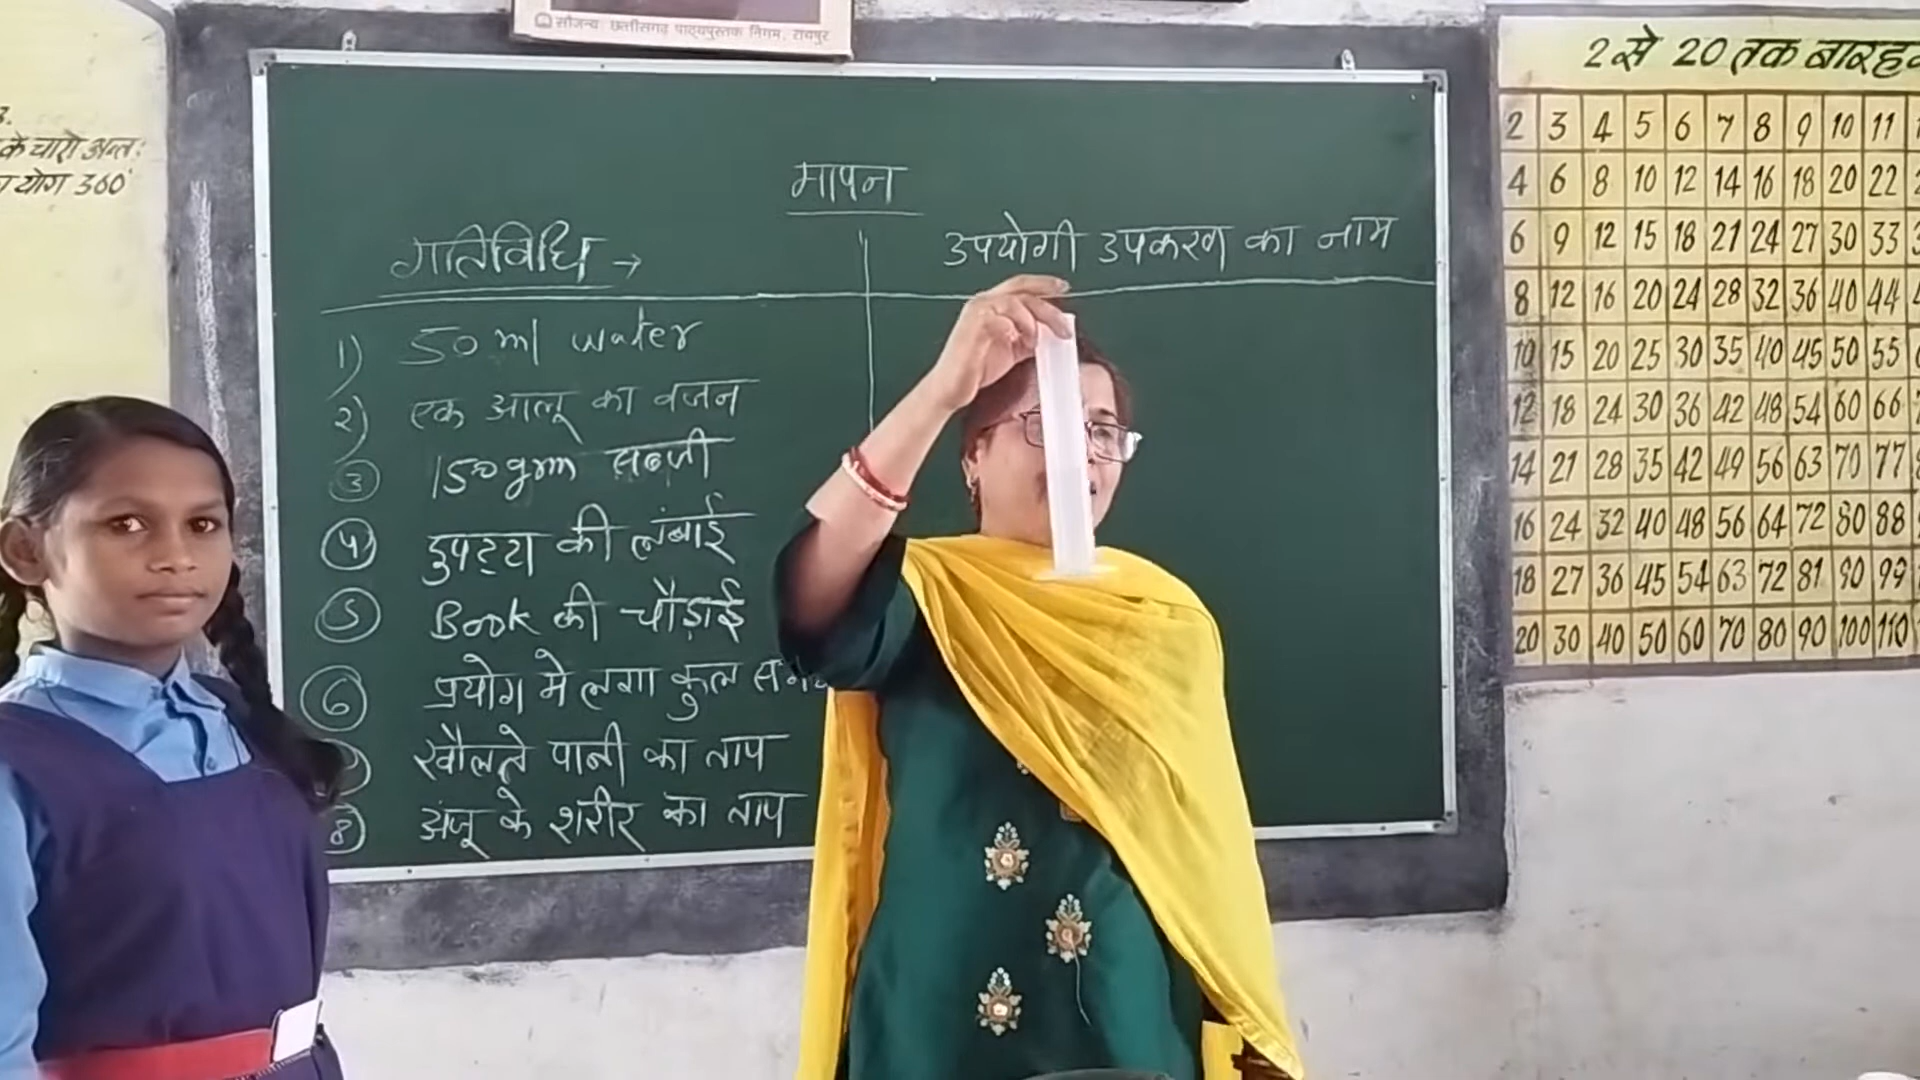 सौजन्य: छत्तीसगढ़ पाठ्यपुस्तक निगम, रायपुर
3.
के चारो अन्त:
योग 360°
मापन
गतिविधि →
उपयोगी उपकरण का नाम
1) 50 ml water
2) एक आलू का वजन
3 150 grm सब्जी
4 दुपट्टा की लंबाई
5 Book की चौड़ाई
6 प्रयोग मे लगा कुल
) खौलते पानी का ताप
8 अंजू के शरीर का ताप
2 से 20 तक
2 3 4 5 6 7 8 9 10 11
4 6 8 10 12 14 16 18 20 22
6 9 12 15 18 21 24 27 30 33
8 12 16 20 24 28 32 36 40 44
10 15 20 25 30 35 40 45 50 55
12 18 24 30 36 42 48 54 60 66
14 21 28 35 42 49 56 63 70 77
16 24 32 40 48 56 64 72 80 88
18 27 36 45 54 63 72 81 90 99
20 30 40 50 60 70 80 90 100 110